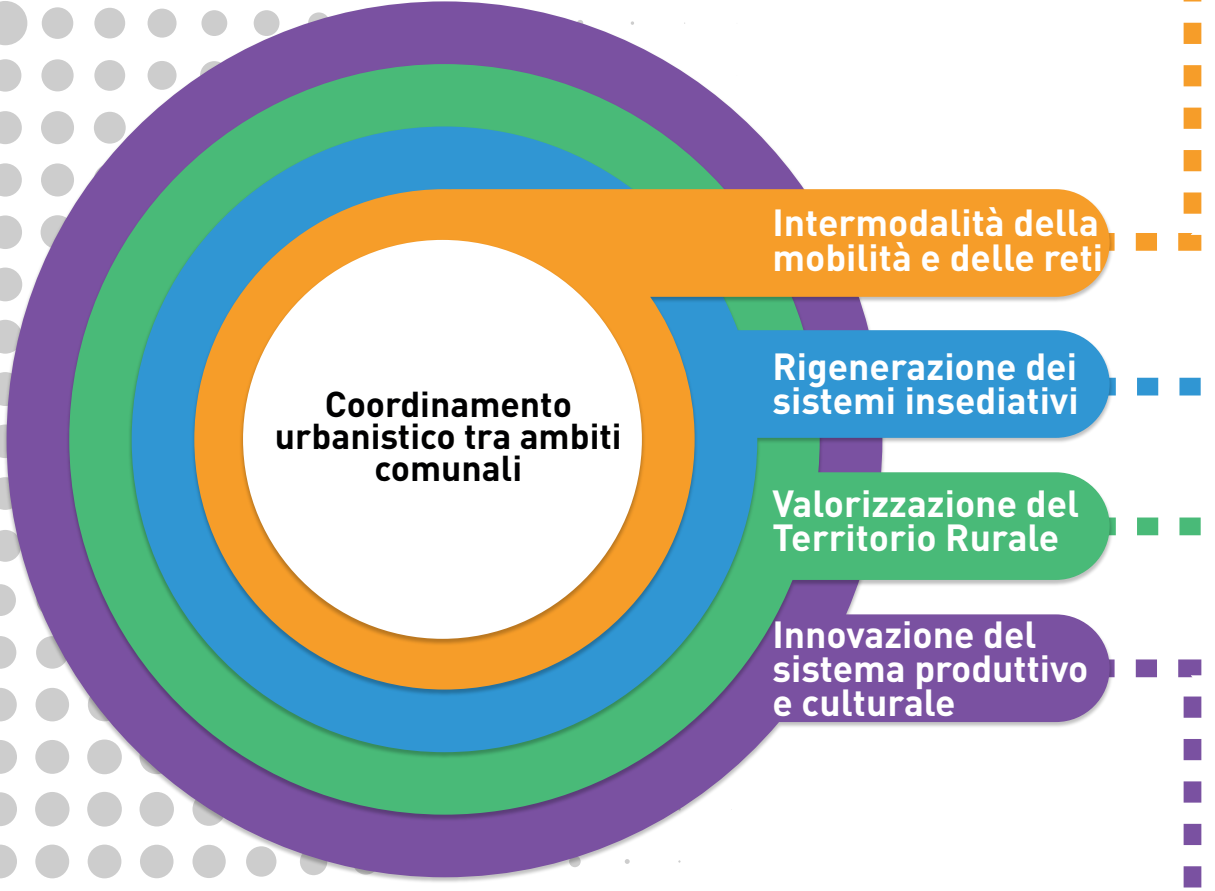 Coordinamento
urbanistico tra ambiti
comunali
Intermodalità della
mobilità e delle reti
Rigenerazione dei
sistemi insediativi
Valorizzazione del
Territorio Rurale
Innovazione del
sistema produttivo
e culturale